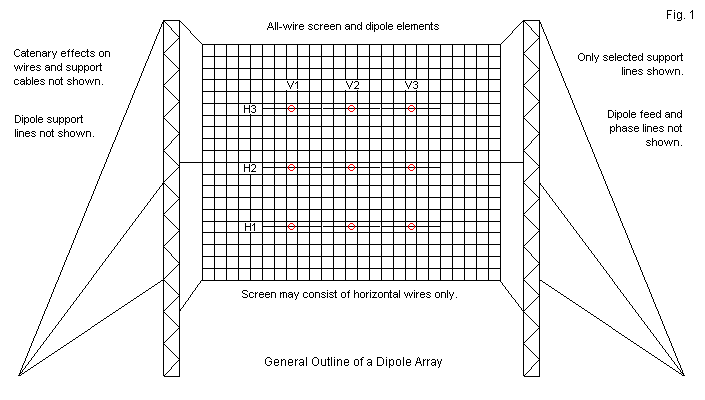 Fig. 1
All-wire screen and dipole elements
Catenary effects on
wires and support
cables not shown.
Dipole support
lines not shown.
Only selected support
lines shown.
Dipole feed and
phase lines not
shown.
V1 V2 V3
H3
H2
H1
Screen may consist of horizontal wires only.
General Outline of a Dipole Array